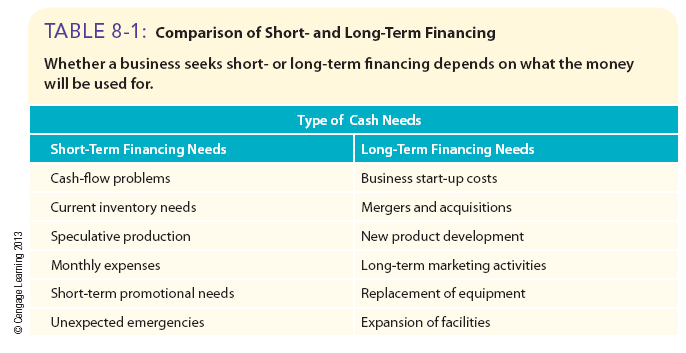 TABLE 8-1: Comparison of Short- and Long-Term Financing
Whether a business seeks short- or long-term financing depends on what the money
will be used for.
Type of Cash Needs
Short-Term Financing Needs Long-Term Financing Needs
Cash-flow problems Business start-up costs
Current inventory needs Mergers and acquisitions
Speculative production New product development
Monthly expenses Long-term marketing activities
Short-term promotional needs Replacement of equipment
Unexpected emergencies Expansion of facilities
© Cengage Learning 2013